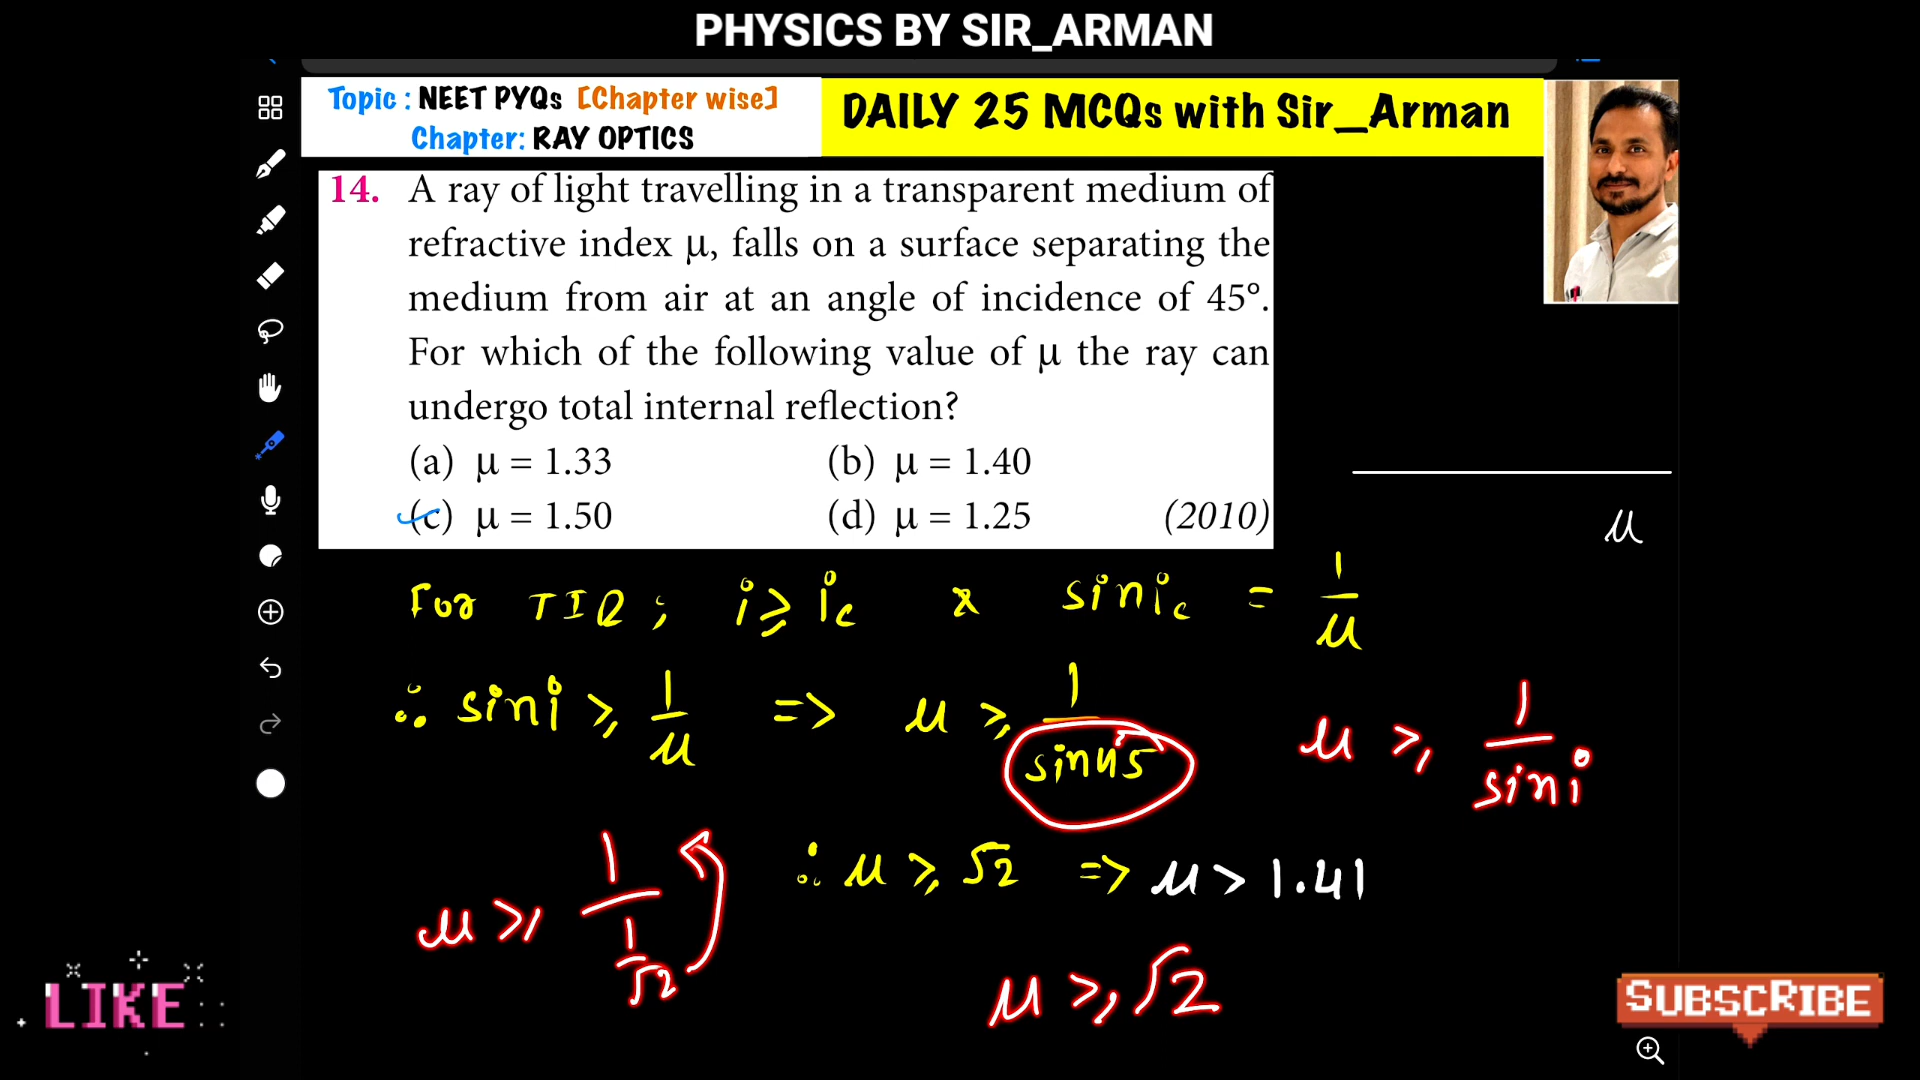 PHYSICS BY SIR_ARMAN
Topic : NEET PYQs [Chapter wise]
Chapter: RAY OPTICS
DAILY 25 MCQs with Sir_Arman
14. A ray of light travelling in a transparent medium of
refractive index μ, falls on a surface separating the
medium from air at an angle of incidence of 45°.
For which of the following value of μ the ray can
undergo total internal reflection?
(a) μ = 1.33 (b) μ = 1.40
(c) μ = 1.50 (d) μ = 1.25 (2010)
μ
For TIR ; i ⩾ ic & sin ic = 1/μ
∴ sin i ⩾ 1/μ => μ ⩾ 1/sin45
μ ⩾ 1/sin i
∴ μ ⩾ √2 => μ > 1.41
μ ⩾ 1/1/√2
μ ⩾ √2
LIKE
SUBSCRIBE